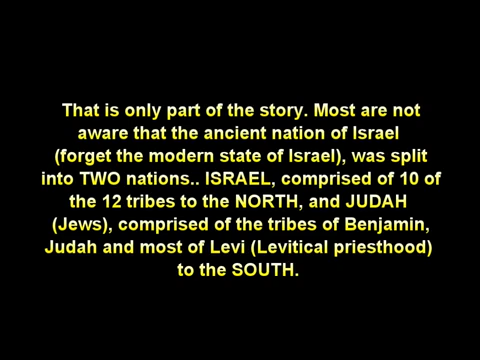 That is only part of the story. Most are not
aware that the ancient nation of Israel
(forget the modern state of Israel), was split
into TWO nations.. ISRAEL, comprised of 10 of
the 12 tribes to the NORTH, and JUDAH
(Jews), comprised of the tribes of Benjamin,
Judah and most of Levi (Levitical priesthood)
to the SOUTH.